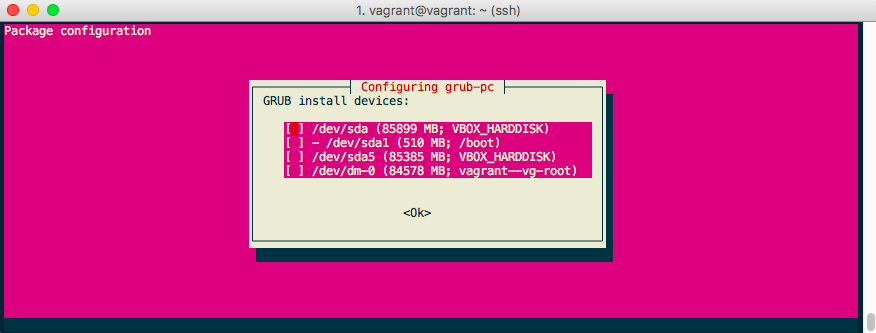 1. vagrant@vagrant: ~ (ssh)
Package configuration
Configuring grub-pc
GRUB install devices:
[ ] /dev/sda (85899 MB; VBOX_HARDDISK)
[ ] - /dev/sda1 (510 MB; /boot)
[ ] /dev/sda5 (85385 MB; VBOX_HARDDISK)
[ ] /dev/dm-0 (84578 MB; vagrant--vg-root)
<Ok>